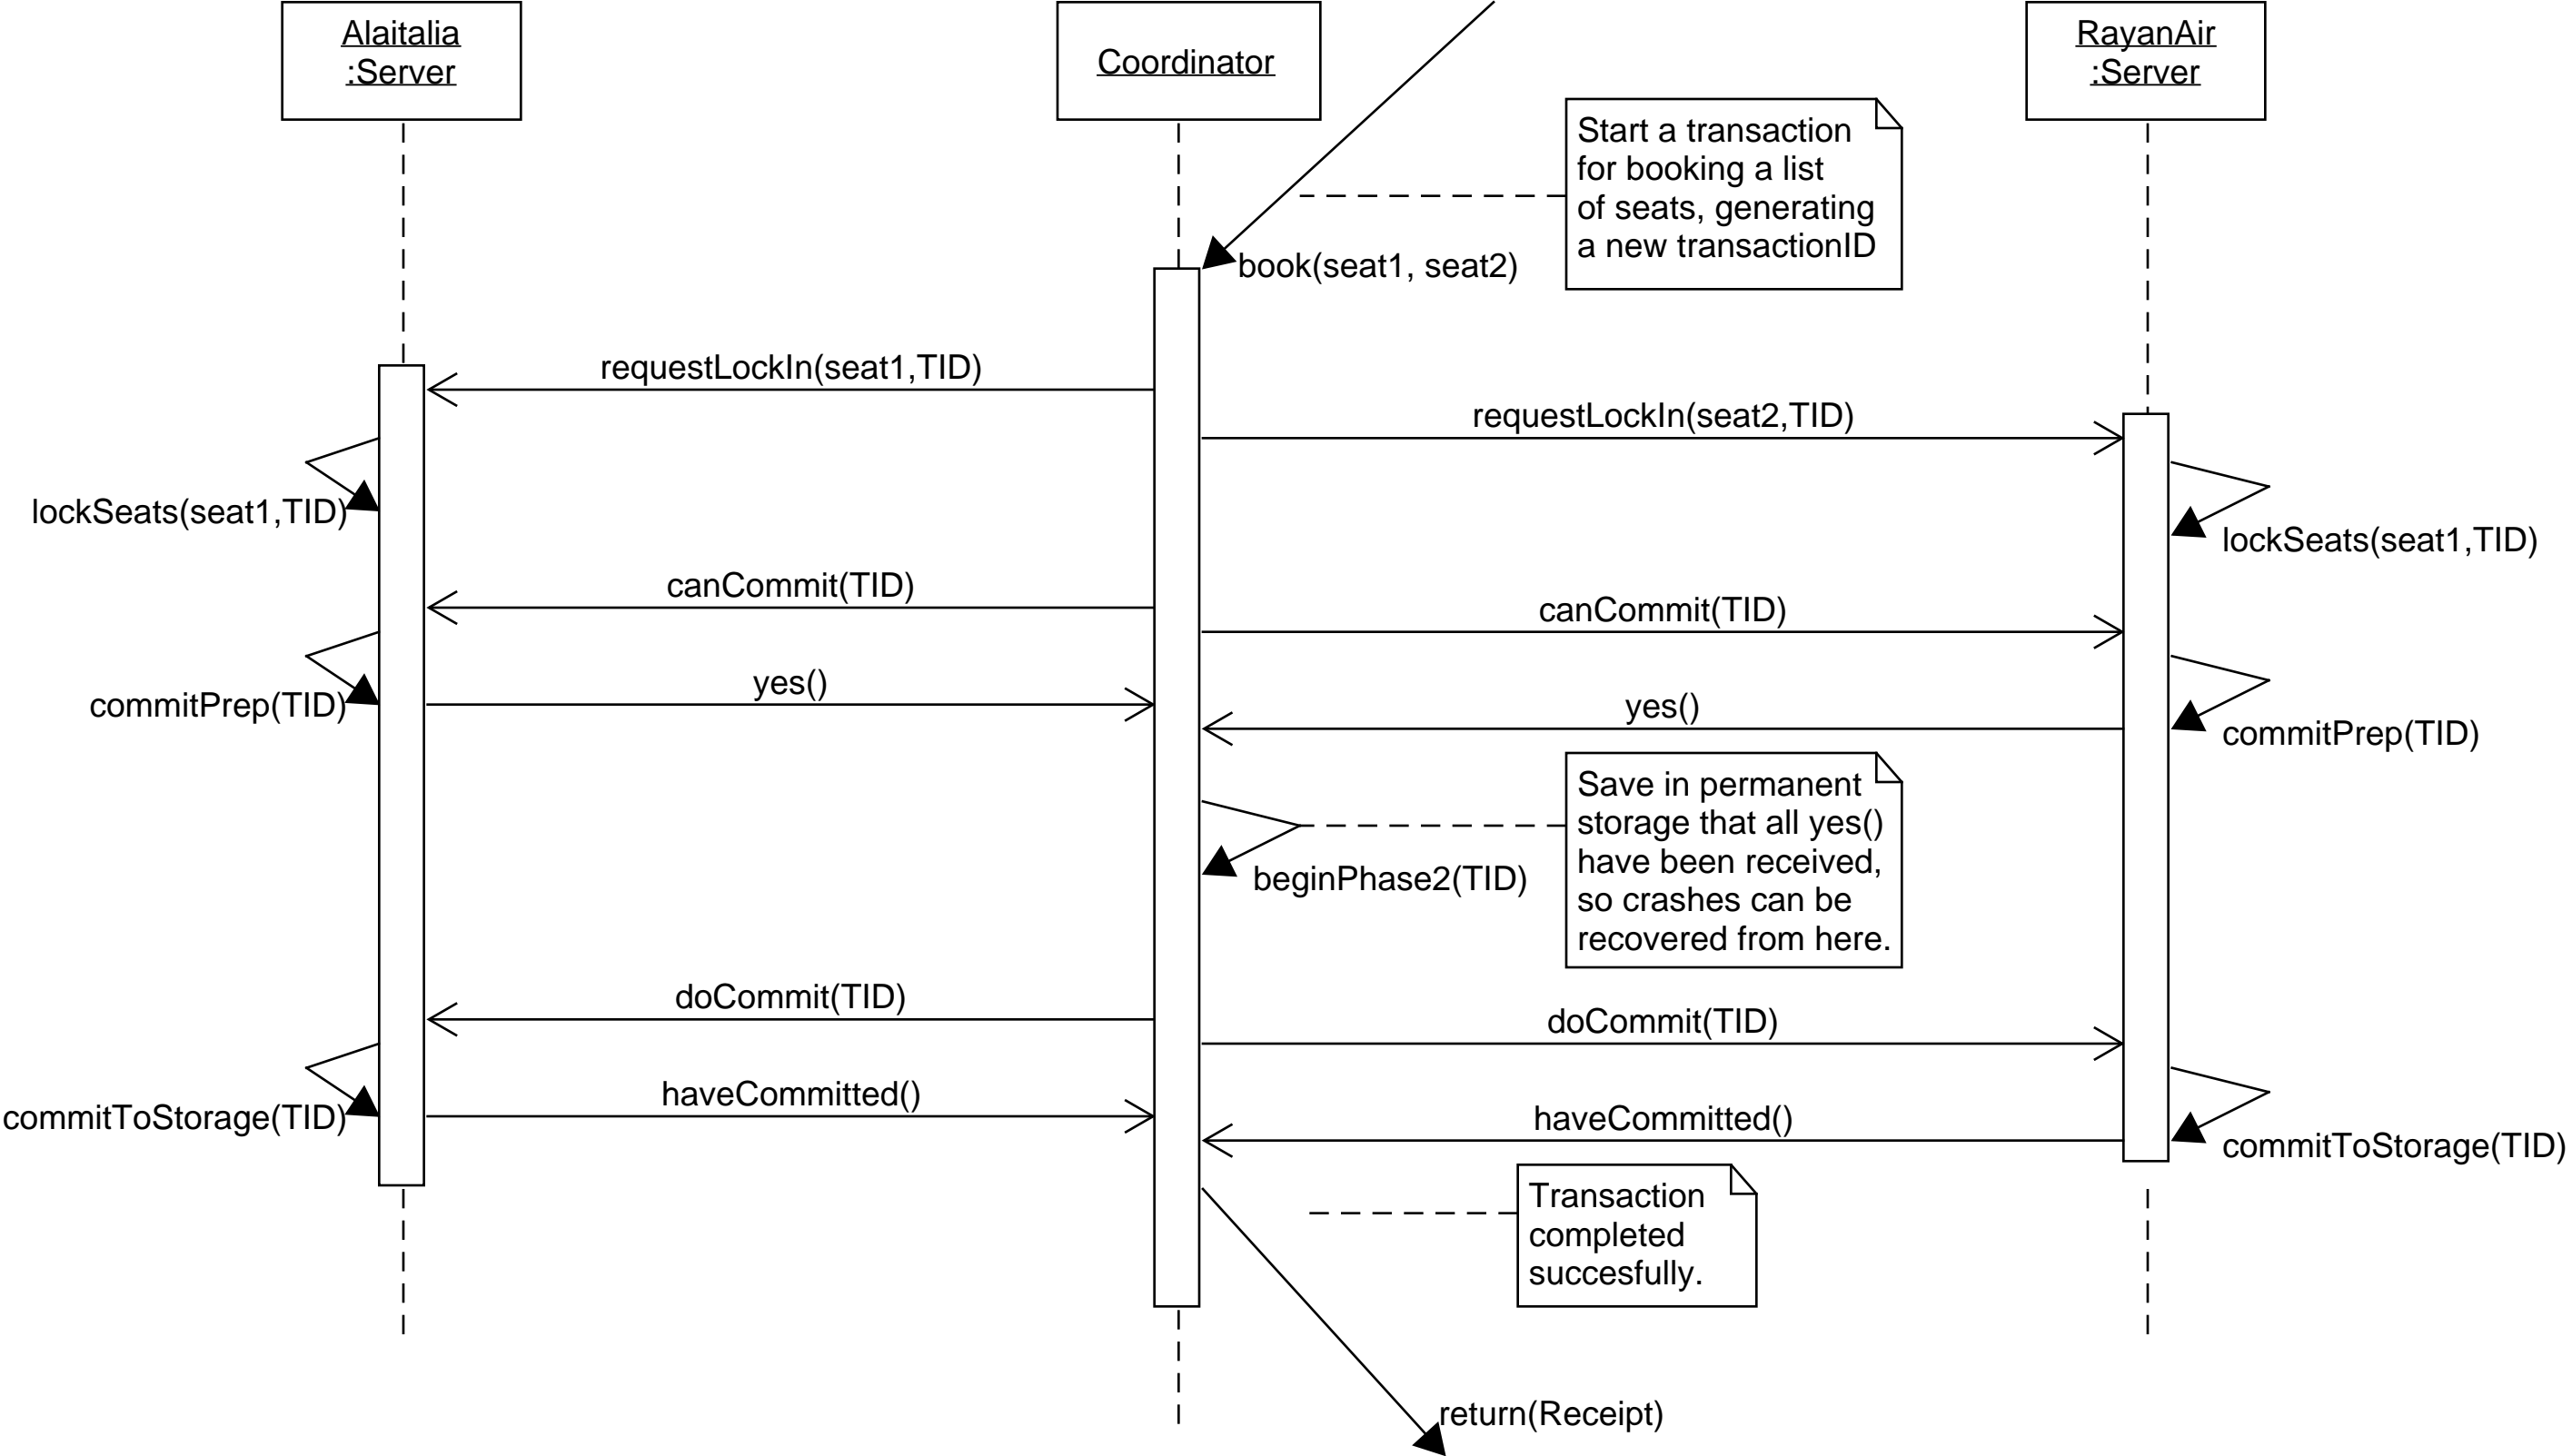 Alaitalia
:Server
Coordinator
RayanAir
:Server
Start a transaction
for booking a list
of seats, generating
a new transactionID
book(seat1, seat2)
requestLockIn(seat1,TID)
requestLockIn(seat2,TID)
lockSeats(seat1,TID)
lockSeats(seat1,TID)
canCommit(TID)
canCommit(TID)
yes()
commitPrep(TID)
yes()
commitPrep(TID)
Save in permanent
storage that all yes()
have been received,
so crashes can be
recovered from here.
beginPhase2(TID)
doCommit(TID)
doCommit(TID)
haveCommitted()
commitToStorage(TID)
haveCommitted()
commitToStorage(TID)
Transaction
completed
succesfully.
return(Receipt)